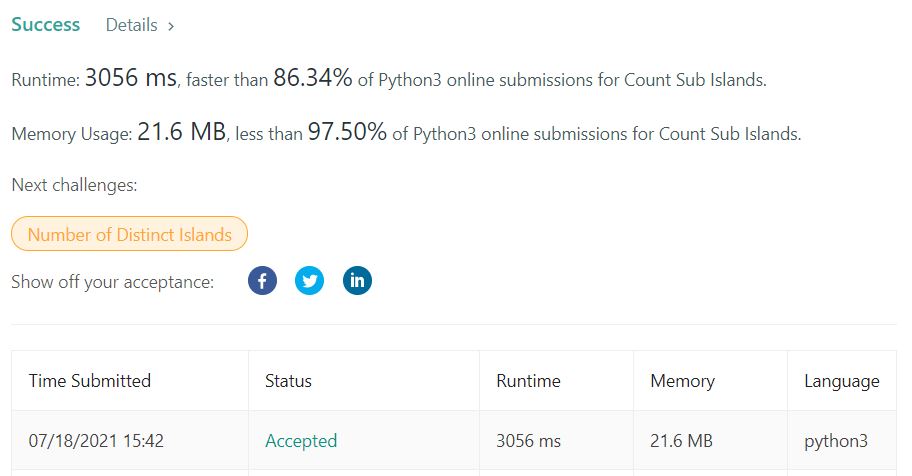 Success Details >
Runtime: 3056 ms, faster than 86.34% of Python3 online submissions for Count Sub Islands.
Memory Usage: 21.6 MB, less than 97.50% of Python3 online submissions for Count Sub Islands.
Next challenges:
Number of Distinct Islands
Show off your acceptance:
Time Submitted Status Runtime Memory Language
07/18/2021 15:42 Accepted 3056 ms 21.6 MB python3